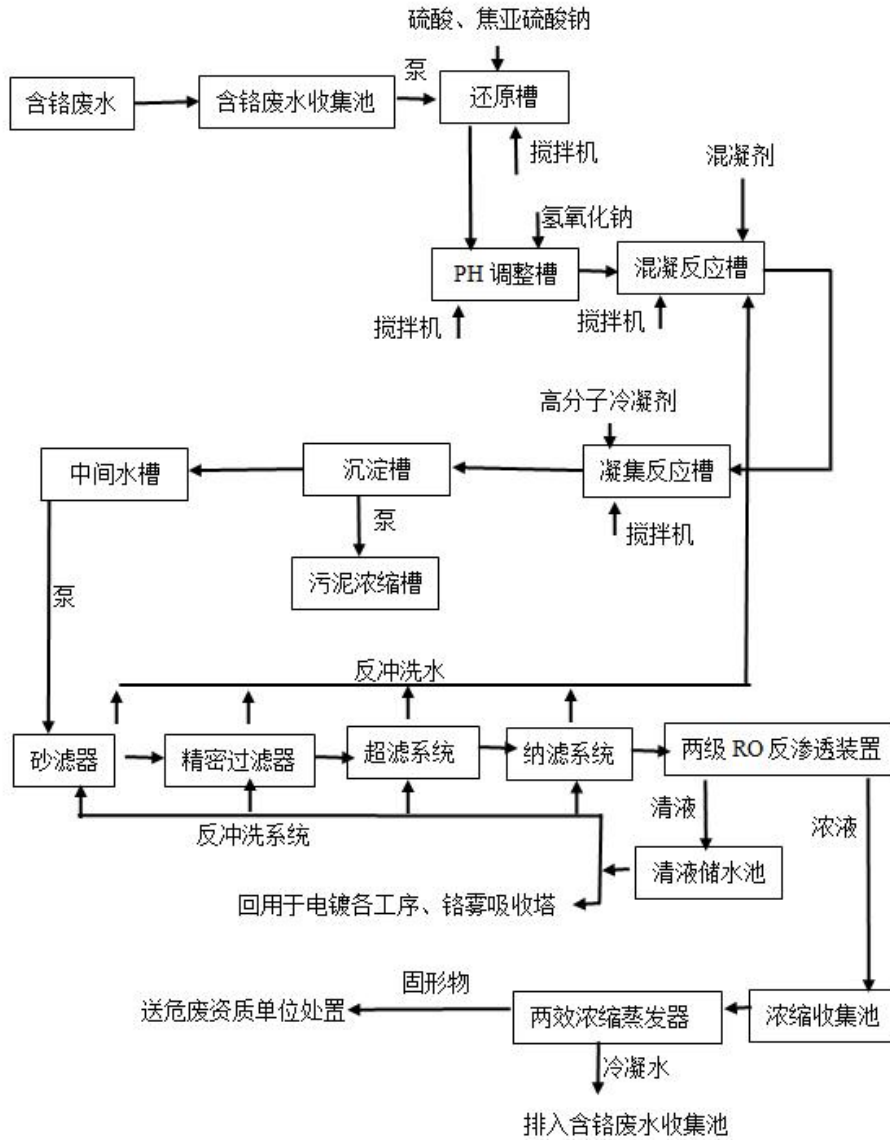 硫酸、焦亚硫酸钠
含铬废水
含铬废水收集池
泵
还原槽
搅拌机
混凝剂
氢氧化钠
PH 调整槽
混凝反应槽
搅拌机
搅拌机
高分子冷凝剂
中间水槽
沉淀槽
凝集反应槽
泵
搅拌机
污泥浓缩槽
泵
反冲洗水
砂滤器
精密过滤器
超滤系统
纳滤系统
两级 RO 反渗透装置
反冲洗系统
清液
浓液
清液储水池
回用于电镀各工序、铬雾吸收塔
固形物
送危废资质单位处置
两效浓缩蒸发器
浓缩收集池
冷凝水
排入含铬废水收集池